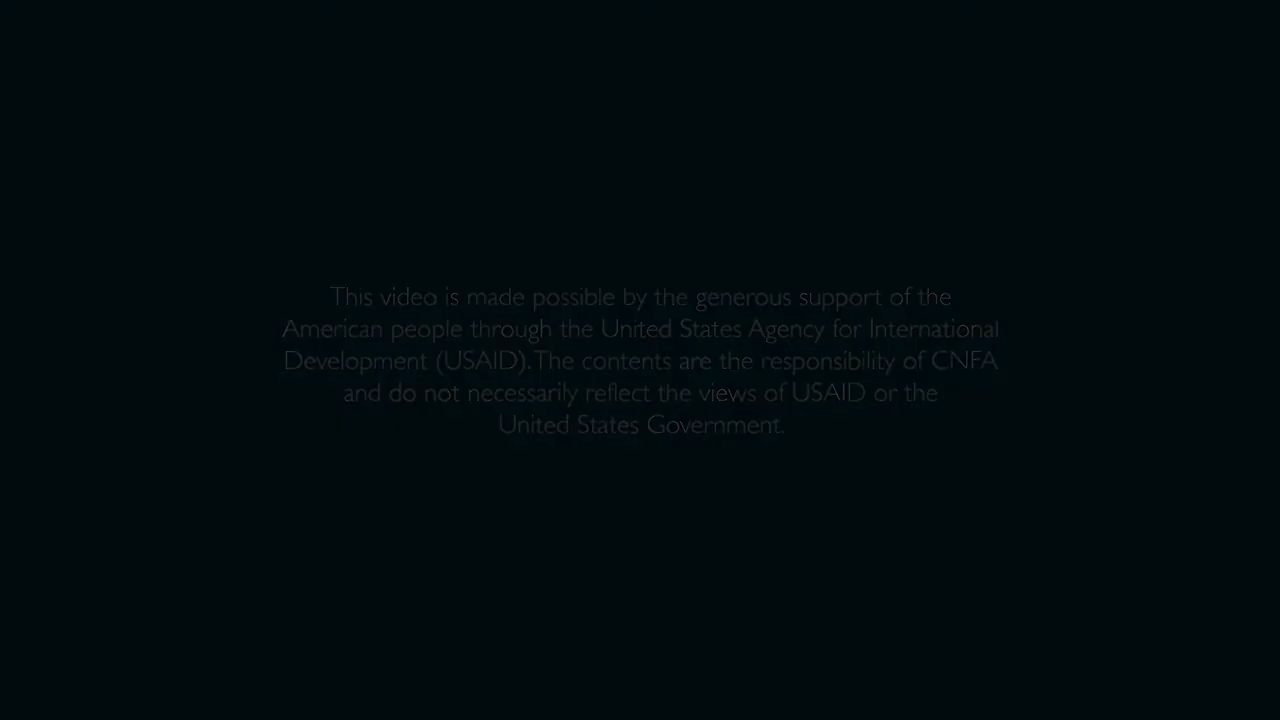 This video is made possible by the generous support of the
American people through the United States Agency for International
Development (USAID). The contents are the responsibility of CNFA
and do not necessarily reflect the views of USAID or the
United States Government.